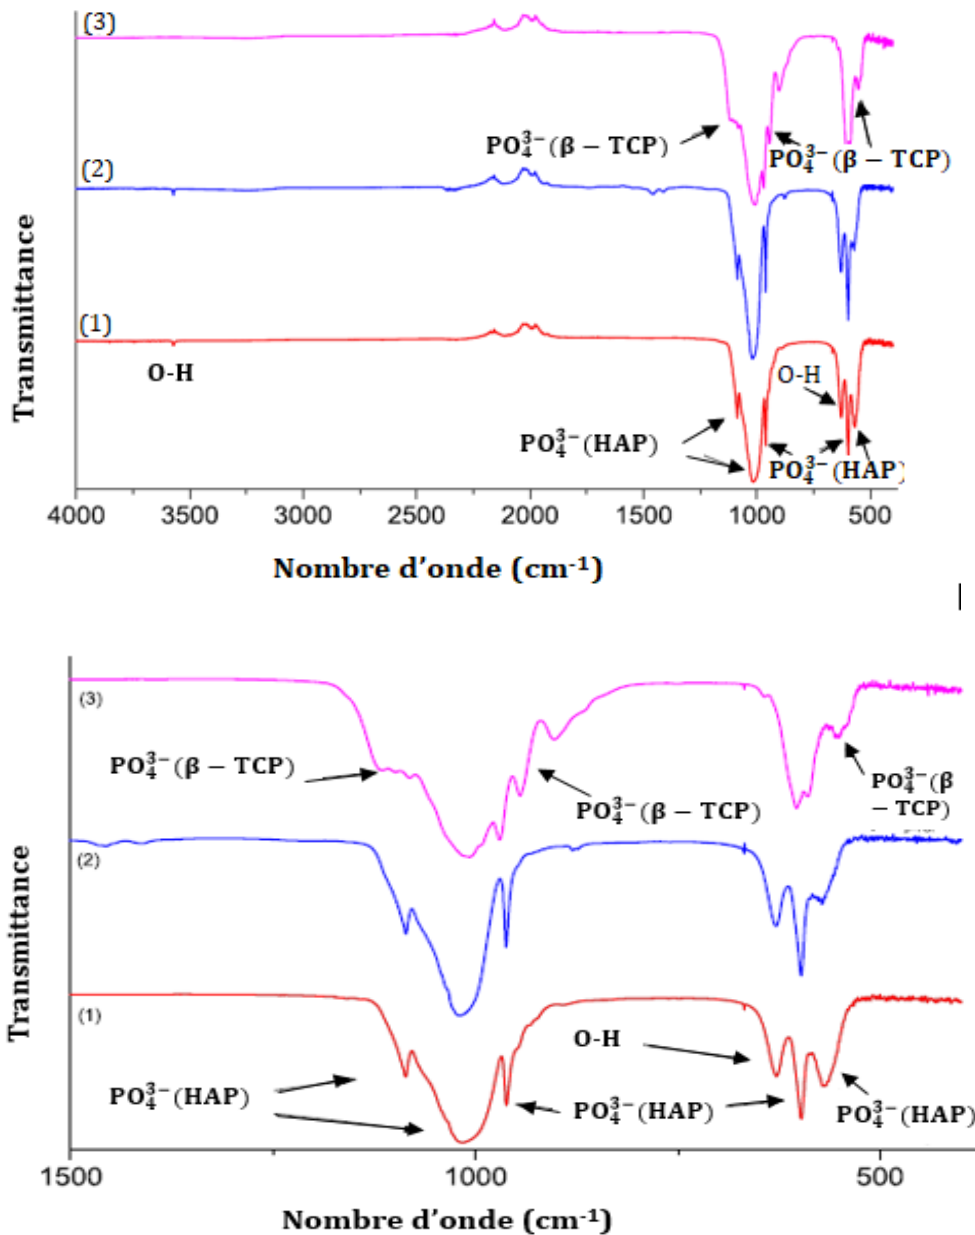 (3)
PO₄³⁻(β − TCP)
PO₄³⁻(β − TCP)
(2)
(1)
O-H
O-H
PO₄³⁻(HAP)
PO₄³⁻(HAP)
Transmittance
4000 3500 3000 2500 2000 1500 1000 500
Nombre d’onde (cm⁻¹)
(3)
PO₄³⁻(β − TCP)
PO₄³⁻(β − TCP)
PO₄³⁻(β
− TCP)
(2)
(1)
O-H
PO₄³⁻(HAP)
PO₄³⁻(HAP)
PO₄³⁻(HAP)
Transmittance
1500 1000 500
Nombre d’onde (cm⁻¹)